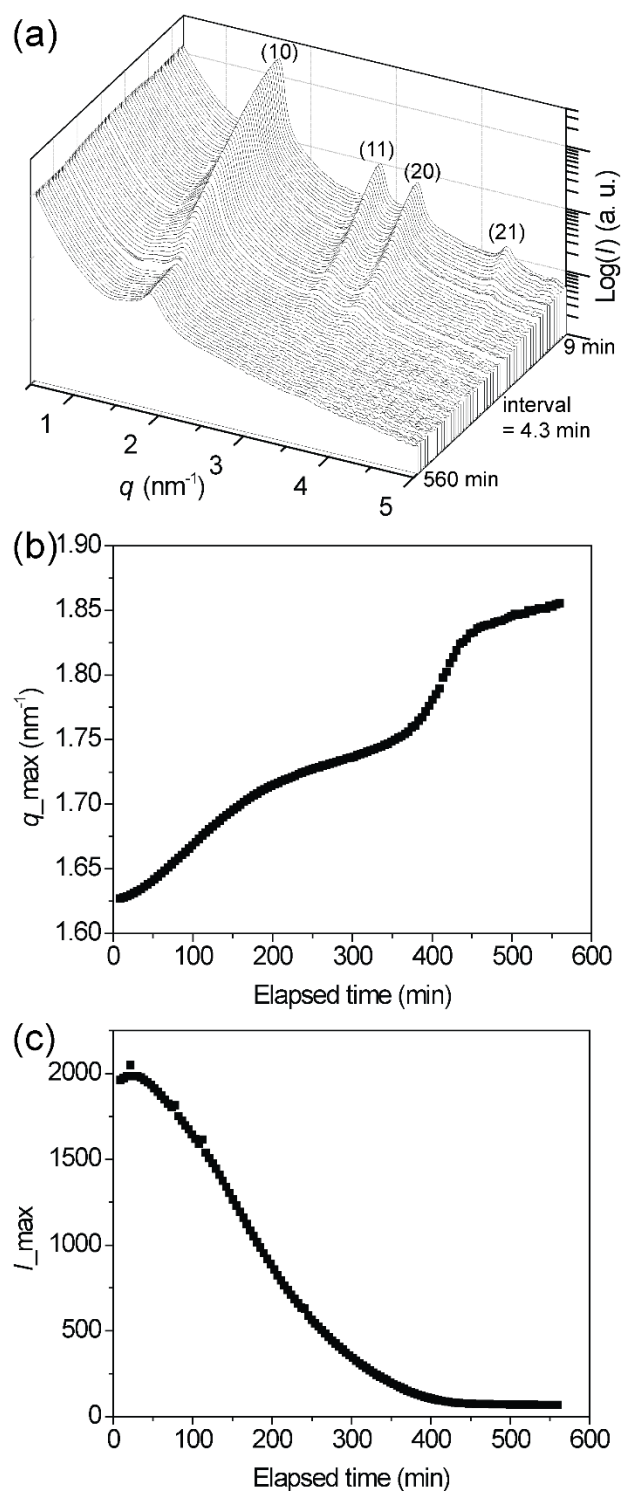 (a)
(10)
(11)
(20)
(21)
Log(I) (a. u.)
9 min
interval
= 4.3 min
560 min
1
2
3
4
5
q (nm⁻¹)
(b)
1.90
1.85
1.80
1.75
1.70
1.65
1.60
q_max (nm⁻¹)
0 100 200 300 400 500 600
Elapsed time (min)
(c)
2000
1500
1000
500
0
I_max
0 100 200 300 400 500 600
Elapsed time (min)